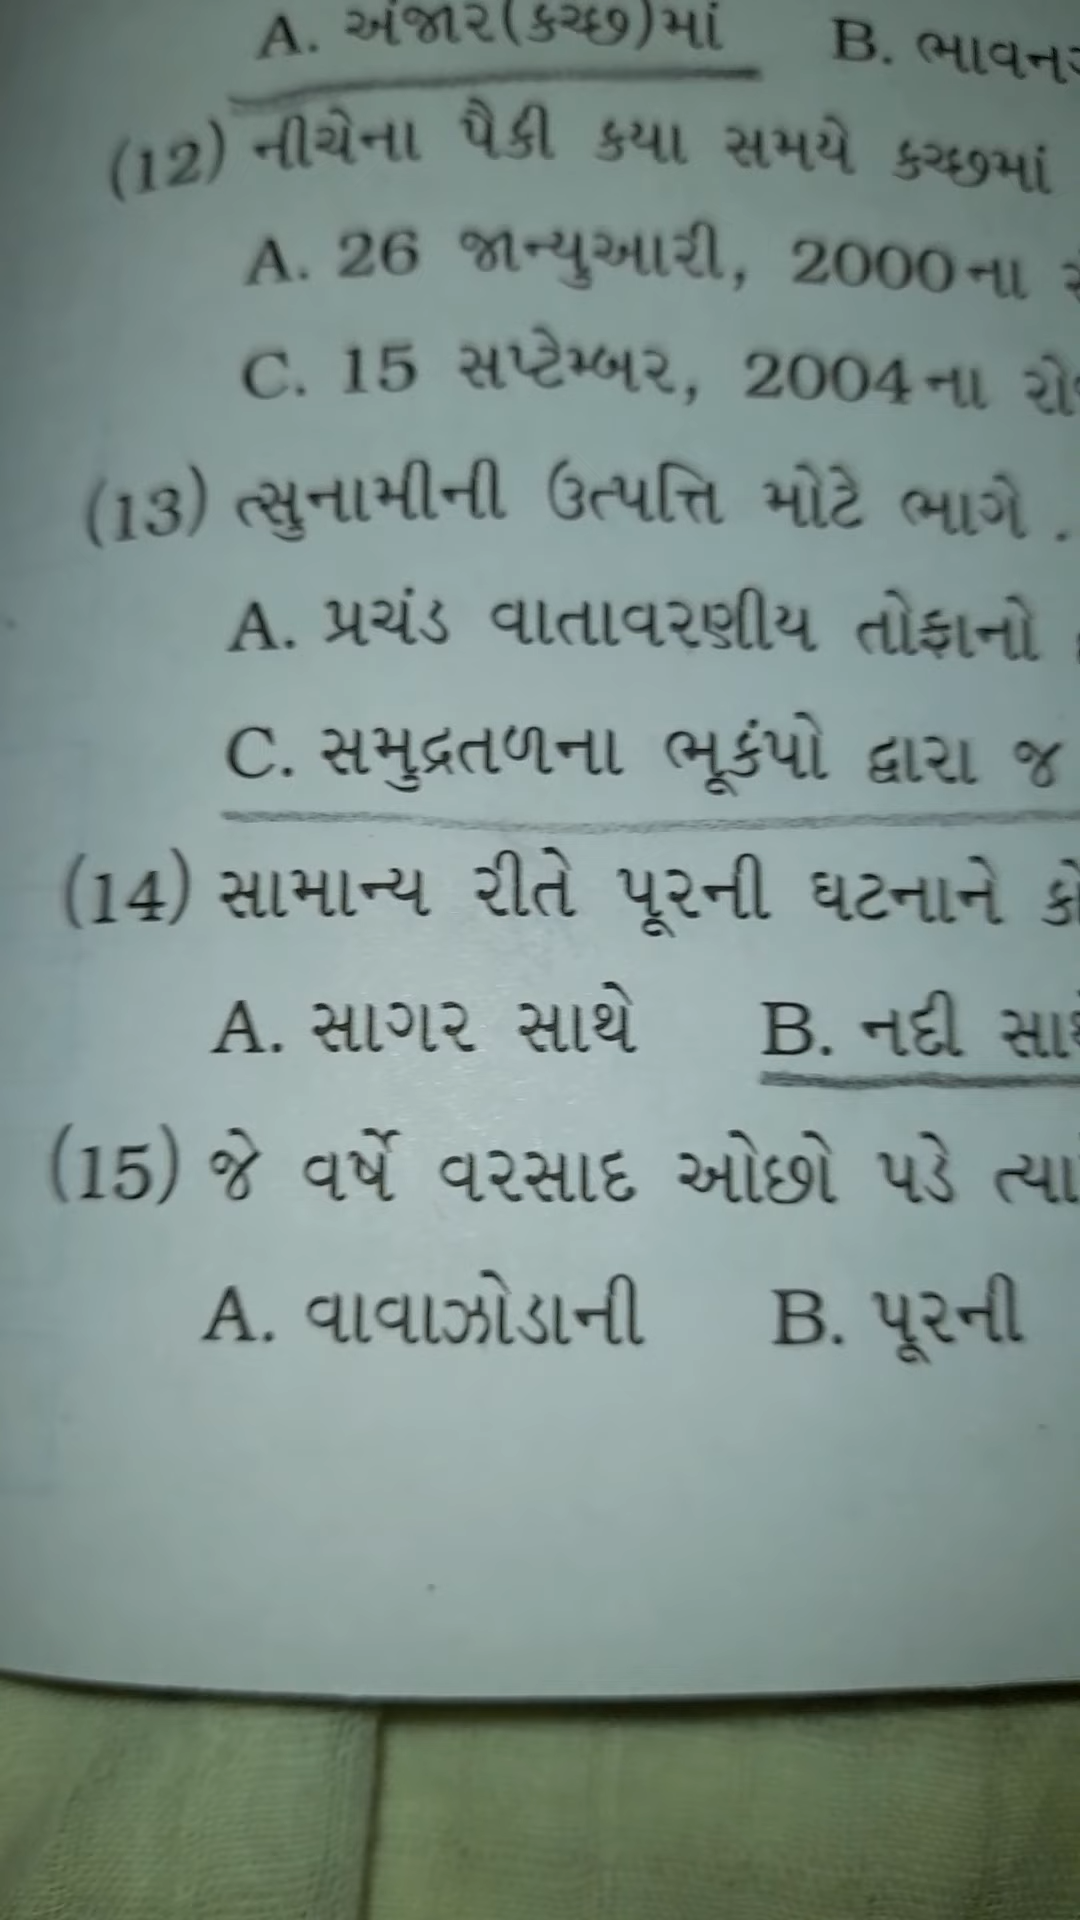 A. અંજાર(કચ્છ)માં B.
(12) નીચેના પૈકી કયા સમયે કચ્છમાં
A. 26 જાન્યુઆરી, 2000ના
C. 15 સપ્ટેમ્બર, 2004ના
(13) ત્સુનામીની ઉત્પત્તિ મોટે ભાગે .
A. પ્રચંડ વાતાવરણીય તોફાનો
C. સમુદ્રતળના ભૂકંપો દ્વારા જ
(14) સામાન્ય રીતે પૂરની ઘટનાને
A. સાગર સાથે B. નદી
(15) જે વર્ષે વરસાદ ઓછો પડે
A. વાવાઝોડાની B. પૂરની